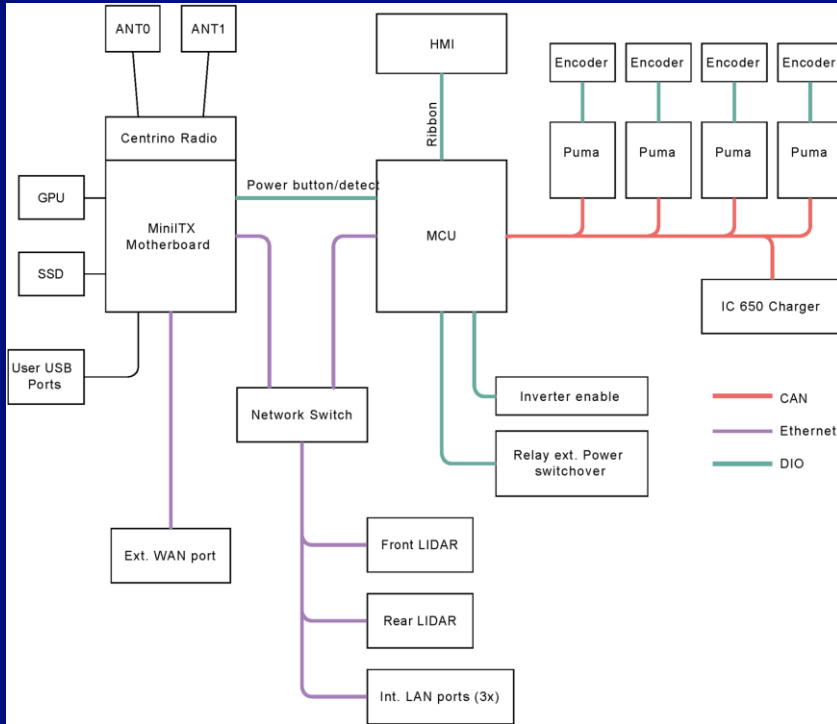 ANT0
ANT1
HMI
Encoder
Encoder
Encoder
Encoder
Ribbon
Centrino Radio
Puma
Puma
Puma
Puma
GPU
Power button/detect
MiniITX
Motherboard
MCU
SSD
IC 650 Charger
User USB
Ports
Inverter enable
CAN
Network Switch
Ethernet
Relay ext. Power
switchover
DIO
Ext. WAN port
Front LIDAR
Rear LIDAR
Int. LAN ports (3x)